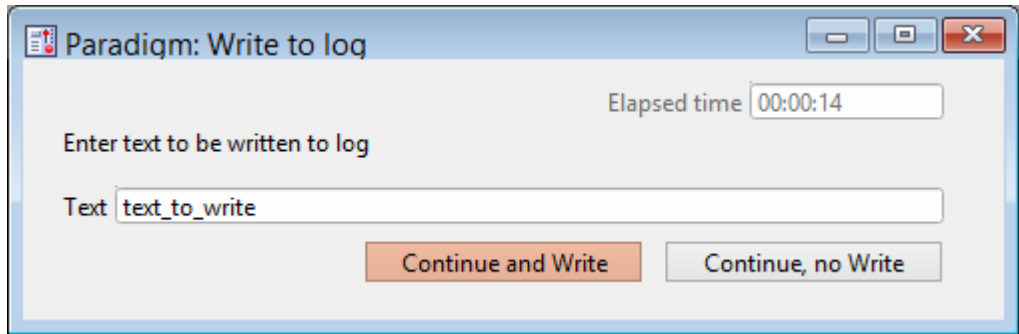 Paradigm: Write to log
Elapsed time 00:00:14
Enter text to be written to log
Text text_to_write
Continue and Write Continue, no Write